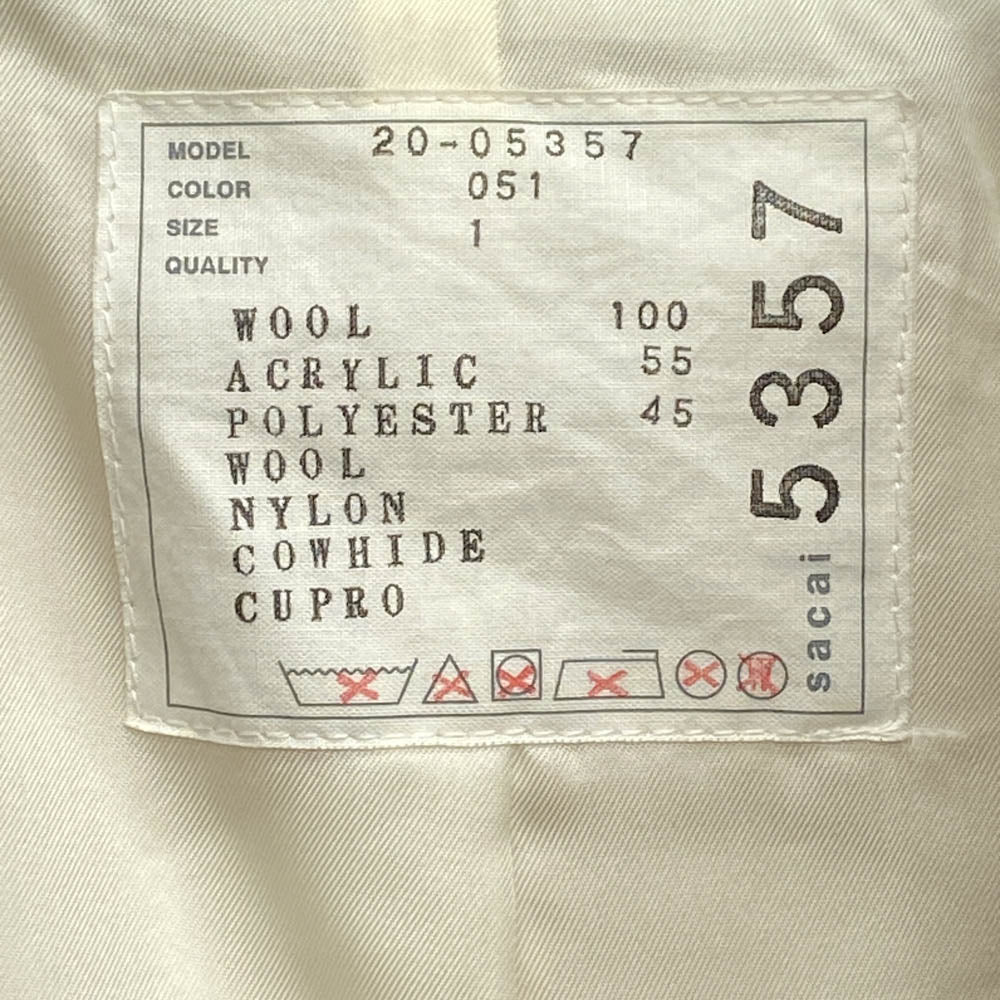 MODEL 20-05357
COLOR 051
SIZE 1
QUALITY
WOOL 100
ACRYLIC 55
POLYESTER 45
WOOL
NYLON
COWHIDE
CUPRO
sacai 5357